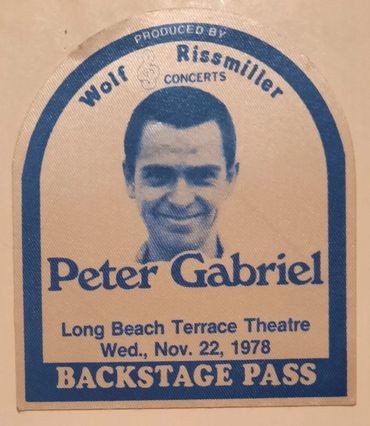 PRODUCED BY
Wolf Rissmiller
CONCERTS
Peter Gabriel
Long Beach Terrace Theatre
Wed., Nov. 22, 1978
BACKSTAGE PASS